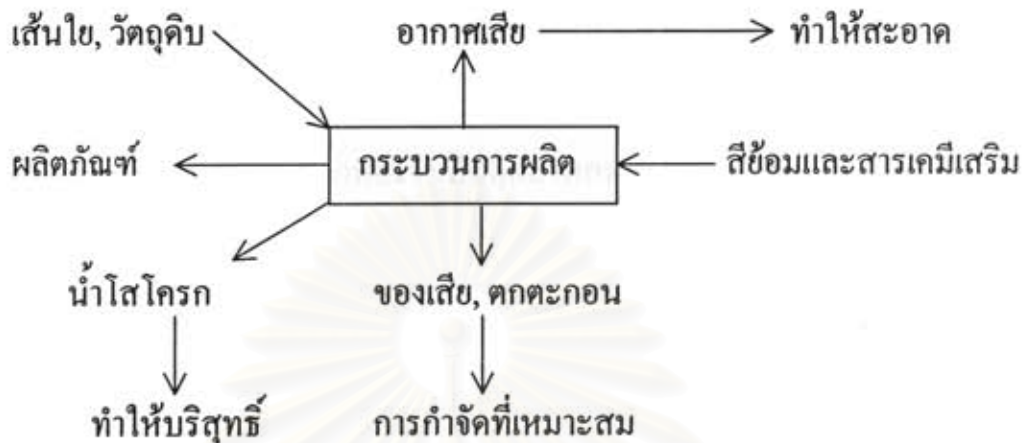 เส้นใย, วัตถุดิบ อากาศเสีย ทำให้สะอาด
ผลิตภัณฑ์ กระบวนการผลิต สีย้อมและสารเคมีเสริม
น้ำโสโครก ของเสีย, ตกตะกอน
ทำให้บริสุทธิ์ การกำจัดที่เหมาะสม